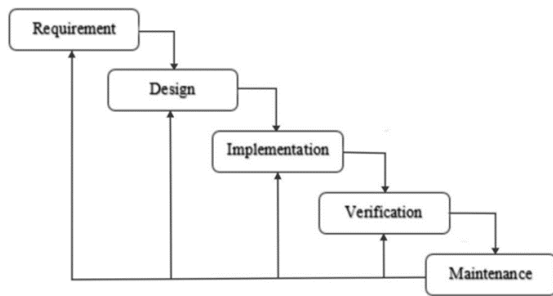 Requirement
Design
Implementation
Verification
Maintenance